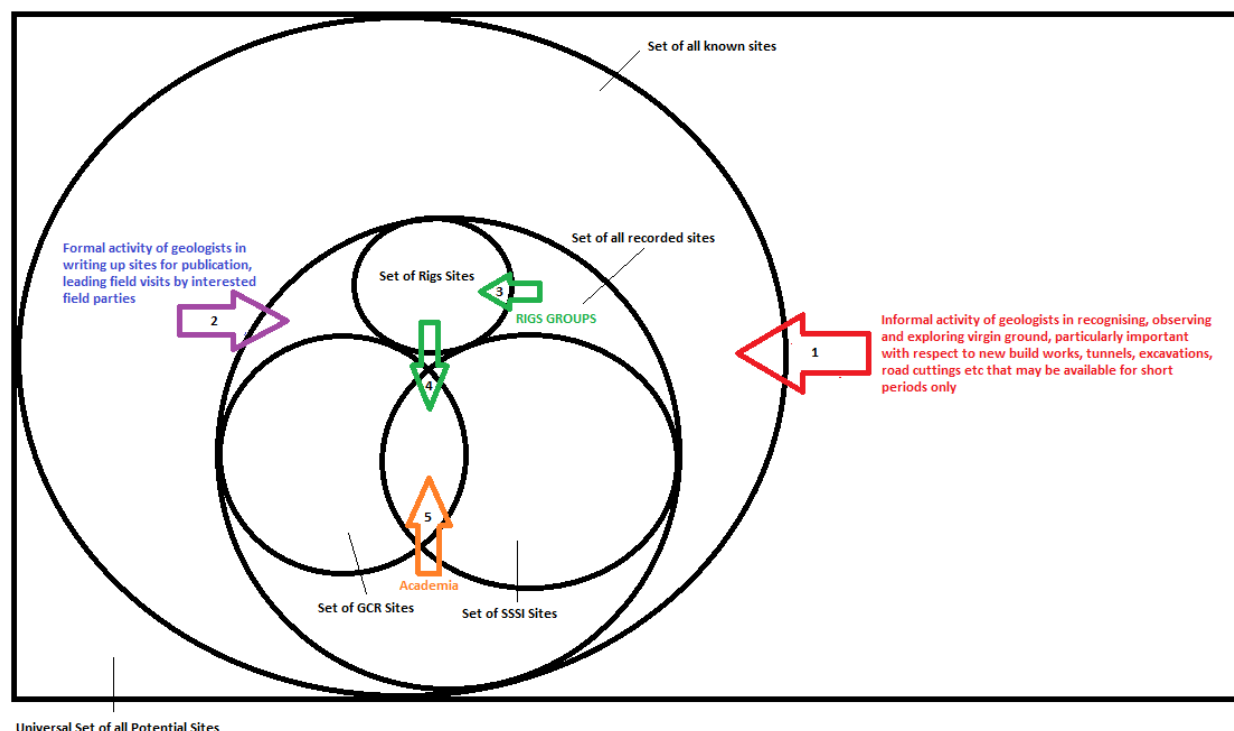 Set of all known sites
Set of all recorded sites
Formal activity of geologists in
writing up sites for publication,
leading field visits by interested
field parties
2
Set of Rigs Sites
3
RIGS GROUPS
1
Informal activity of geologists in recognising, observing
and exploring virgin ground, particularly important
with respect to new build works, tunnels, excavations,
road cuttings etc that may be available for short
periods only
4
5
Academia
Set of GCR Sites
Set of SSSI Sites
Universal Set of all Potential Sites